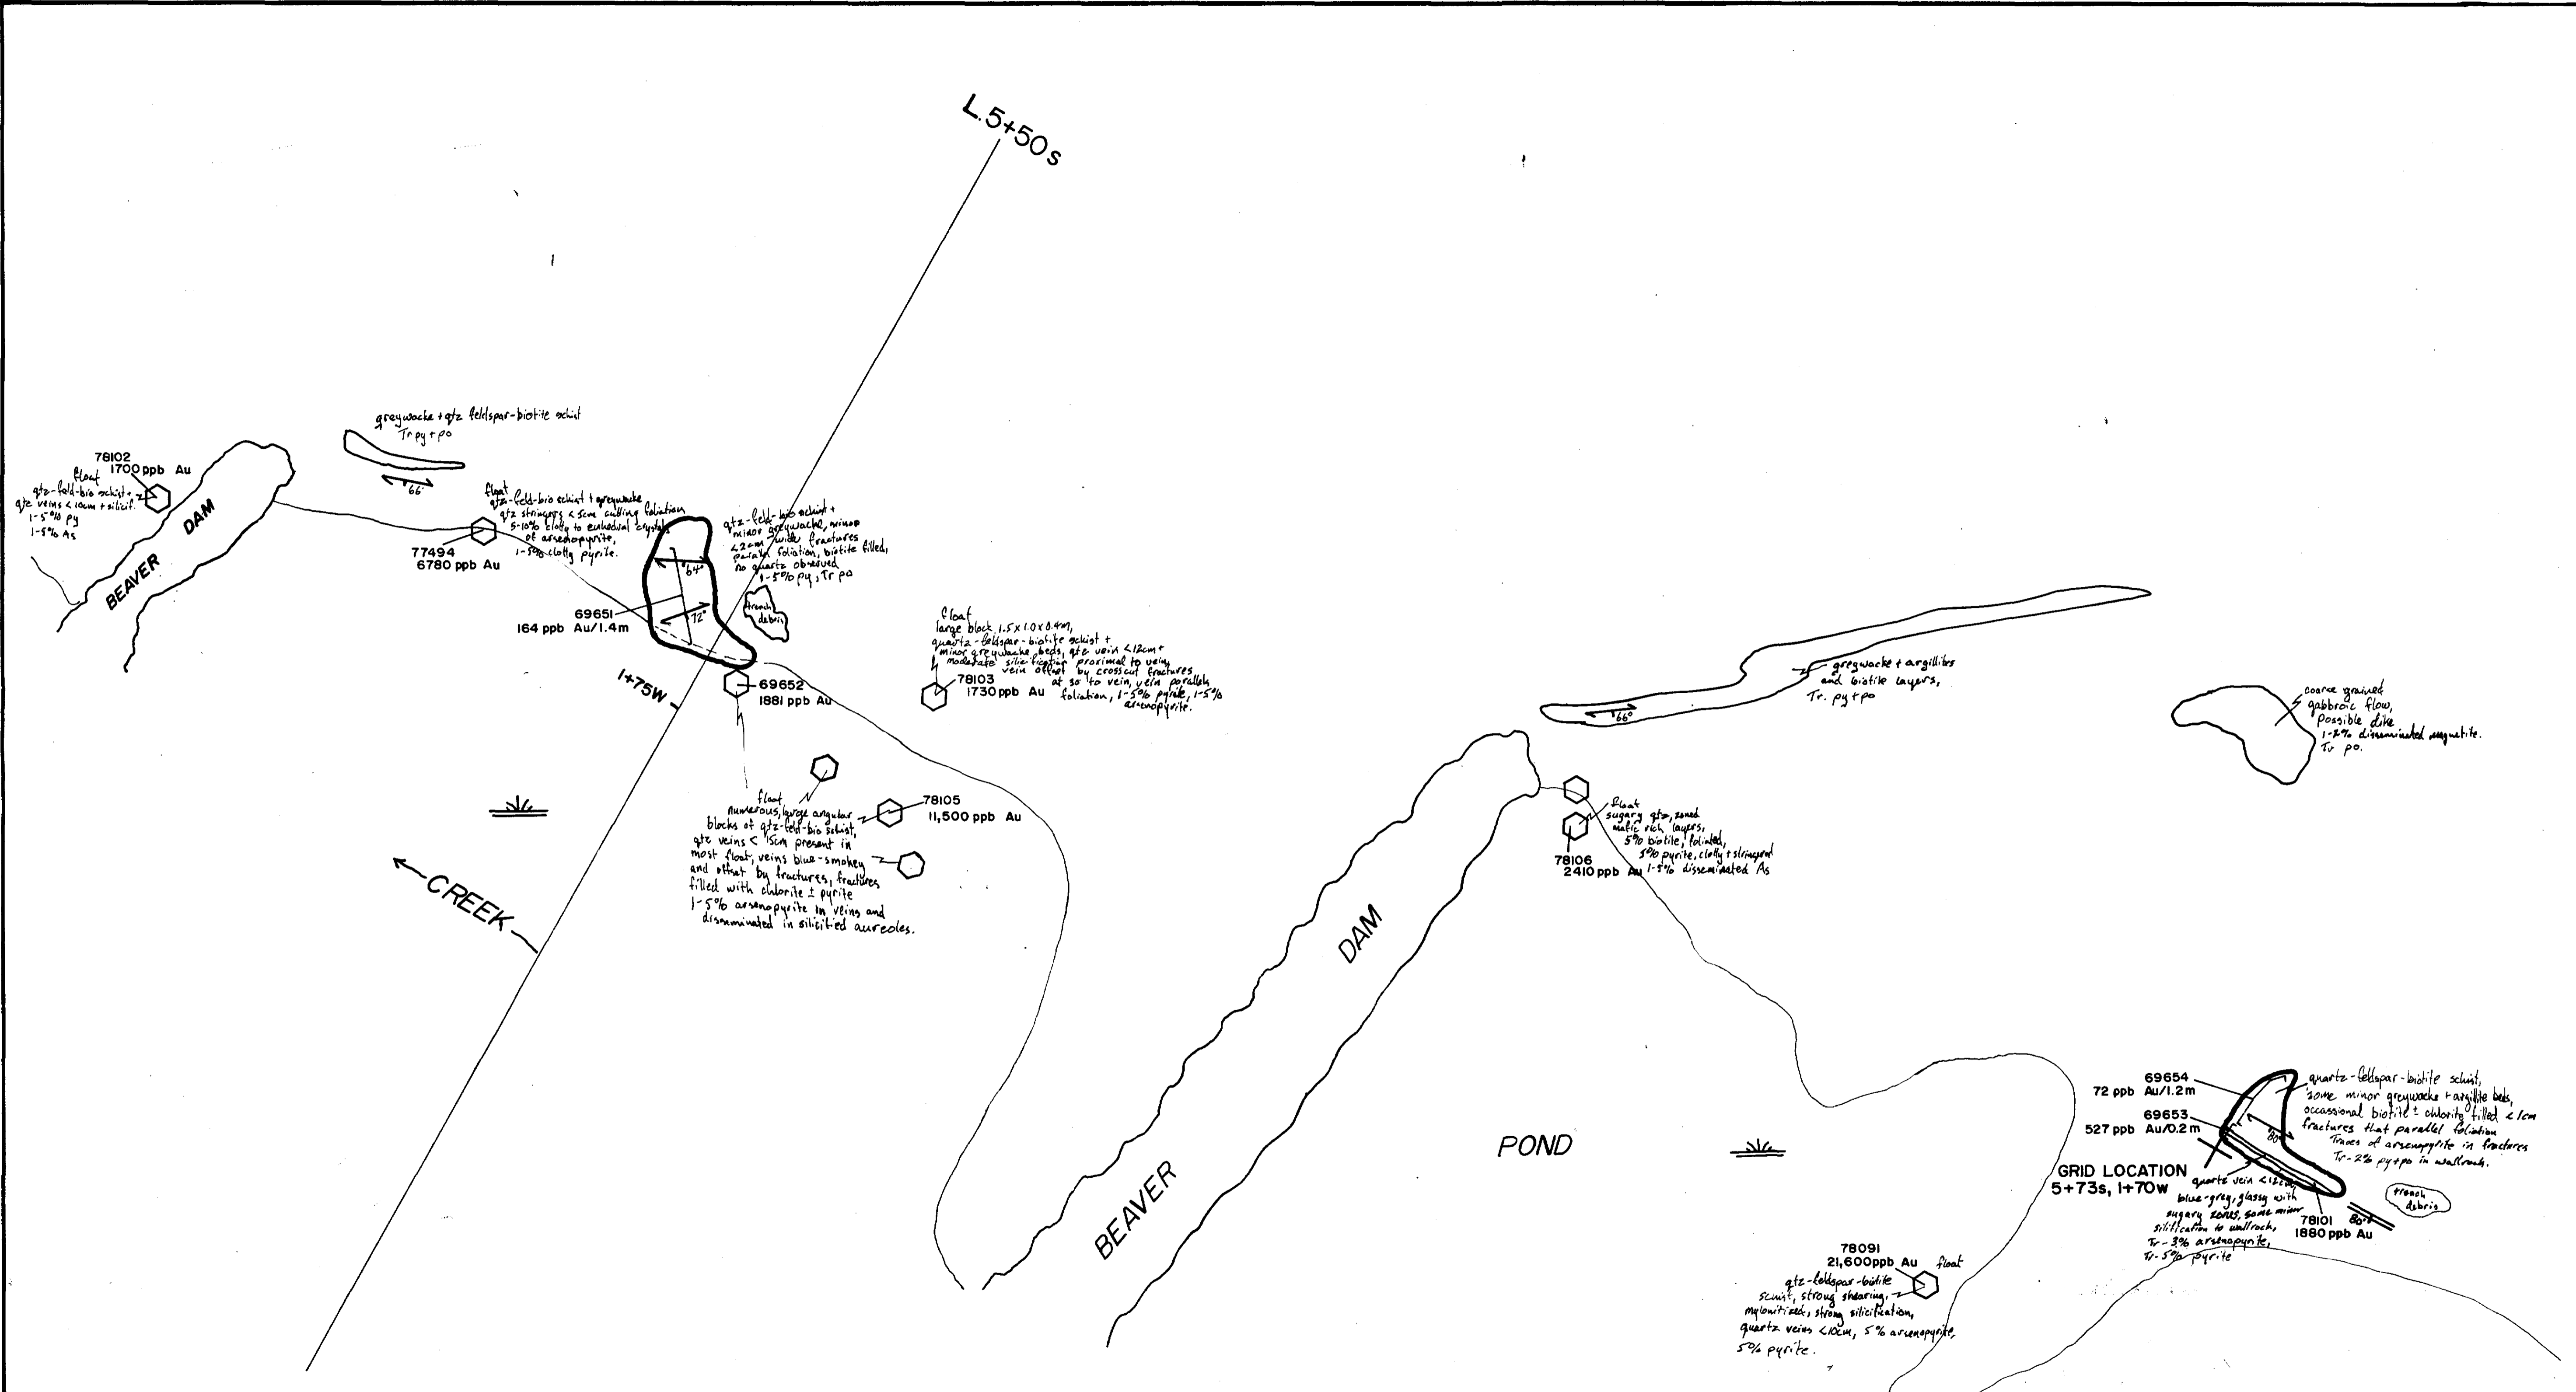 L.5+50s
greywacke + qtz feldspar-biotite schist
Tr py + po
66°
78102
1700 ppb Au
float
qtz-feld-bio schist +
qtz veins < 10cm + silicif.
1-5% py
1-5% As
BEAVER DAM
float
qtz-feld-bio schist + greywacke
qtz stringers < 5cm cutting foliation
5-10% clotty to euhedral crystals
of arsenopyrite,
1-5% clotty pyrite.
77494
6780 ppb Au
qtz-feld-bio schist +
minor greywacke, minor
<2cm wide fractures
parallel foliation, biotite filled,
no quartz observed
1-5% py, Tr po
64°
72°
trench
debris
69651
164 ppb Au/1.4m
1+75W
69652
1881 ppb Au
float
large block 1.5 x 1.0 x 0.4m,
quartz-feldspar-biotite schist +
minor greywacke beds, qtz vein <12cm +
moderate silicification proximal to vein,
vein offset by crosscut fractures
at 50° to vein, vein parallels
foliation, 1-5% pyrite, 1-5%
arsenopyrite.
78103
1730 ppb Au
float
numerous, large angular
blocks of qtz-feld-bio schist,
qtz veins < 15cm present in
most float, veins blue-smokey
and offset by fractures, fractures
filled with chlorite ± pyrite
1-5% arsenopyrite in veins and
disseminated in silicified aureoles.
78105
11,500 ppb Au
CREEK
greywacke + argillites
and biotite layers,
Tr. py + po
66°
coarse grained
gabbroic flow,
Possible dike
1-2% disseminated magnetite.
Tr po.
float
sugary qtz, zoned
mafic rich layers,
5% biotite, foliated,
5% pyrite, clotty + stringered
1-5% disseminated As
78106
2410 ppb Au
BEAVER DAM
POND
69654
72 ppb Au/1.2m
69653
527 ppb Au/0.2m
quartz-feldspar-biotite schist,
some minor greywacke + argillite beds,
occassional biotite ± chlorite filled <1cm
fractures that parallel foliation
Traces of arsenopyrite in fractures
Tr-2% py+po in wallrock.
80°
GRID LOCATION
5+73s, 1+70w
quartz vein <12cm,
blue-grey, glassy with
sugary zones, some minor
silification to wallrock,
Tr-3% arsenopyrite,
Tr-5% pyrite
78101
1880 ppb Au
80°
trench
debris
78091
21,600ppb Au
float
qtz-feldspar-biotite
schist, strong shearing,
mylonitized, strong silicification,
quartz veins <10cm, 5% arsenopyrite,
5% pyrite.